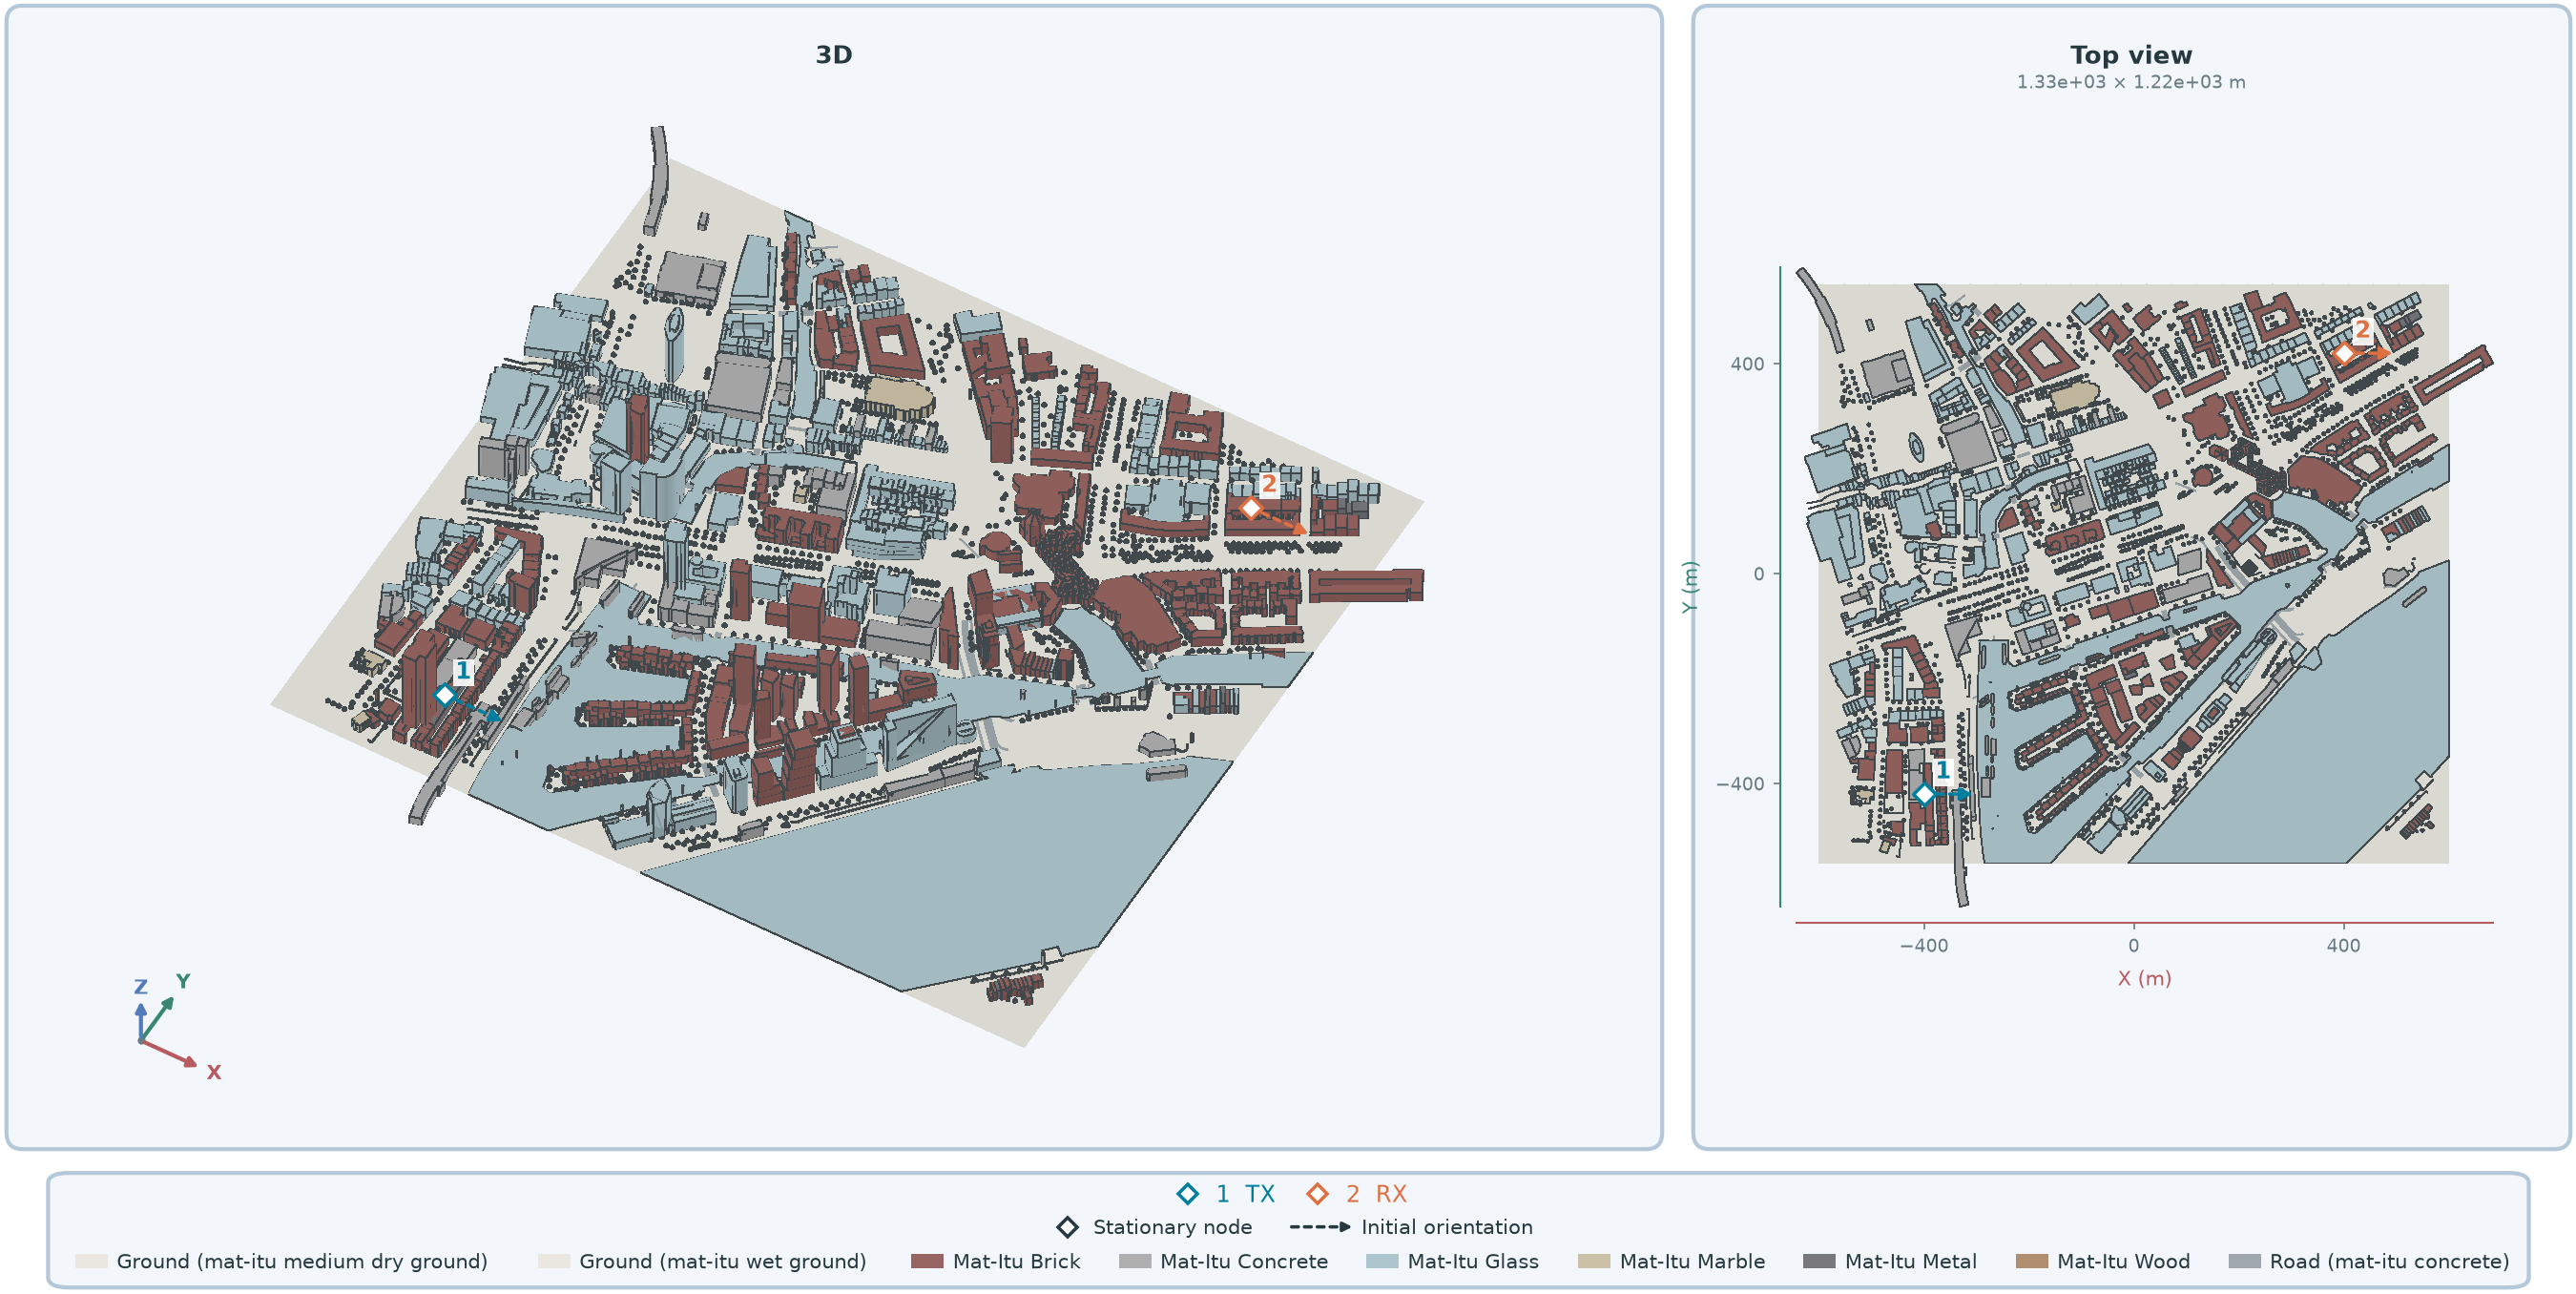 3D
1
2
Z
Y
X
Top view
1.33e+03 × 1.22e+03 m
2
1
400
0
−400
Y (m)
−400
0
400
X (m)
1 TX
2 RX
Stationary node
Initial orientation
Ground (mat-itu medium dry ground)
Ground (mat-itu wet ground)
Mat-Itu Brick
Mat-Itu Concrete
Mat-Itu Glass
Mat-Itu Marble
Mat-Itu Metal
Mat-Itu Wood
Road (mat-itu concrete)